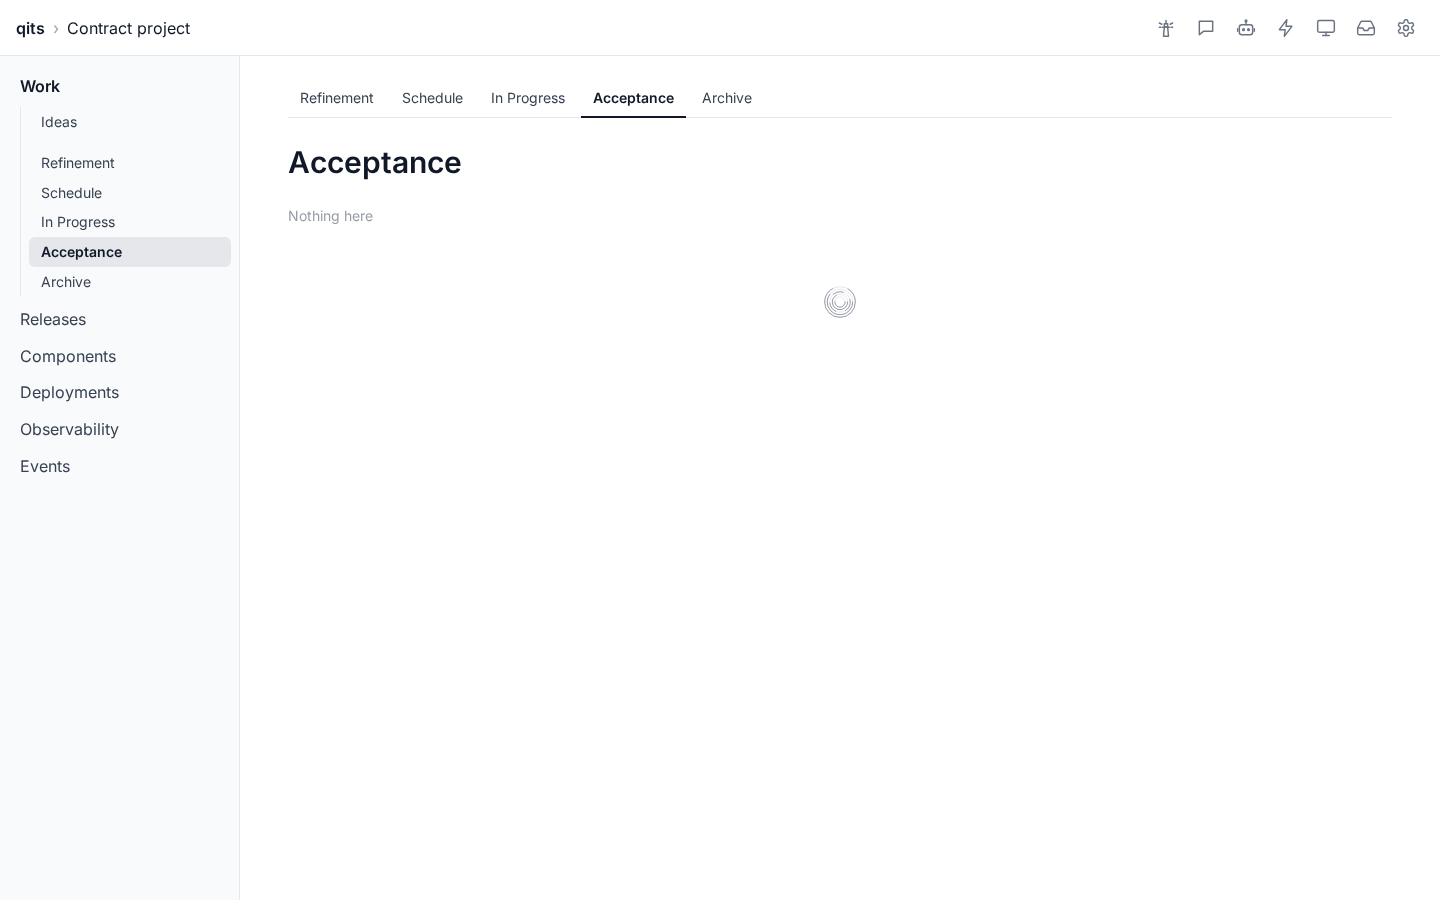 qits › Contract project
Work
Ideas
Refinement
Schedule
In Progress
Acceptance
Archive
Releases
Components
Deployments
Observability
Events
Refinement Schedule In Progress Acceptance Archive
Acceptance
Nothing here